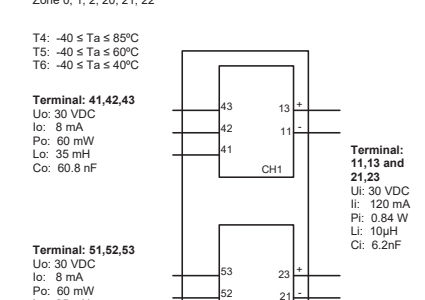 Zone 0, 1, 2, 20, 21, 22
T4: -40 ≤ Ta ≤ 85ºC
T5: -40 ≤ Ta ≤ 60ºC
T6: -40 ≤ Ta ≤ 40ºC
Terminal: 41,42,43
Uo: 30 VDC
Io: 8 mA
Po: 60 mW
Lo: 35 mH
Co: 60.8 nF
43
42
41
13 +
11 -
CH1
Terminal:
11,13 and
21,23
Ui: 30 VDC
Ii: 120 mA
Pi: 0.84 W
Li: 10µH
Ci: 6.2nF
Terminal: 51,52,53
Uo: 30 VDC
Io: 8 mA
Po: 60 mW
53
52
23 +
21 -